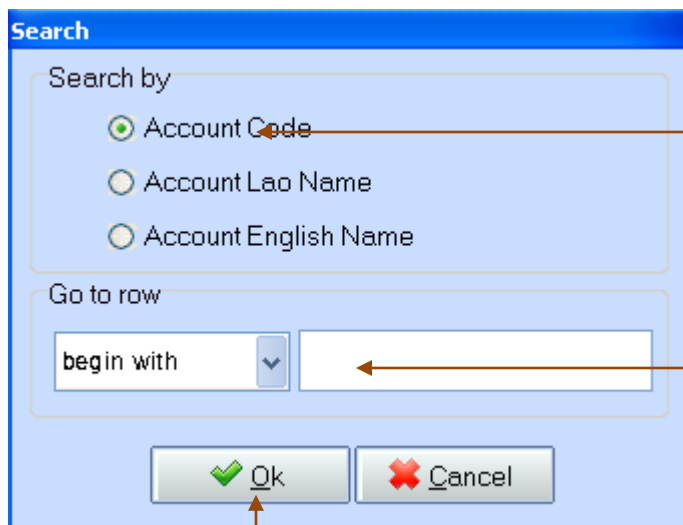 Search
Search by
Account Code
Account Lao Name
Account English Name
Go to row
begin with
Ok
Cancel